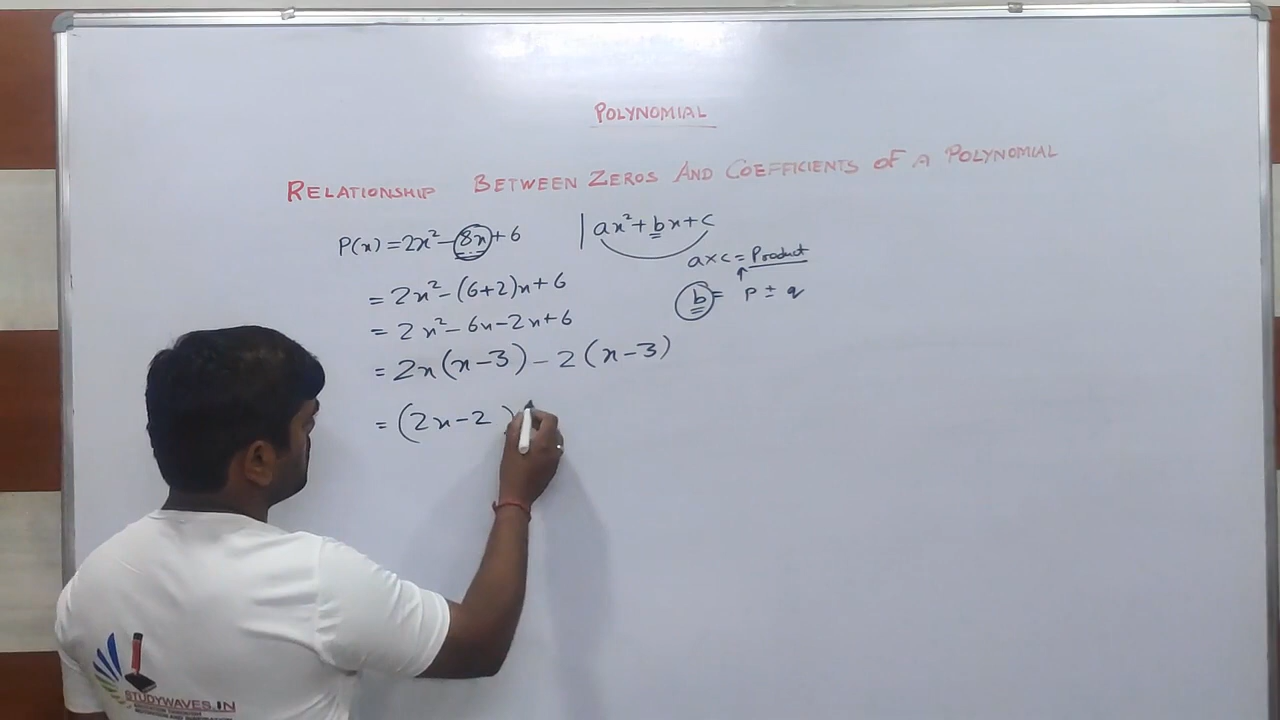 POLYNOMIAL
RELATIONSHIP BETWEEN ZEROS AND COEFFICIENTS OF A POLYNOMIAL
P(x) = 2x² - 8x + 6
| ax² + bx + c
a×c = Product
b = p ± q
= 2x² - (6+2)x + 6
= 2x² - 6x - 2x + 6
= 2x(x-3) - 2(x-3)
= (2x-2)
STUDYWAVES.IN